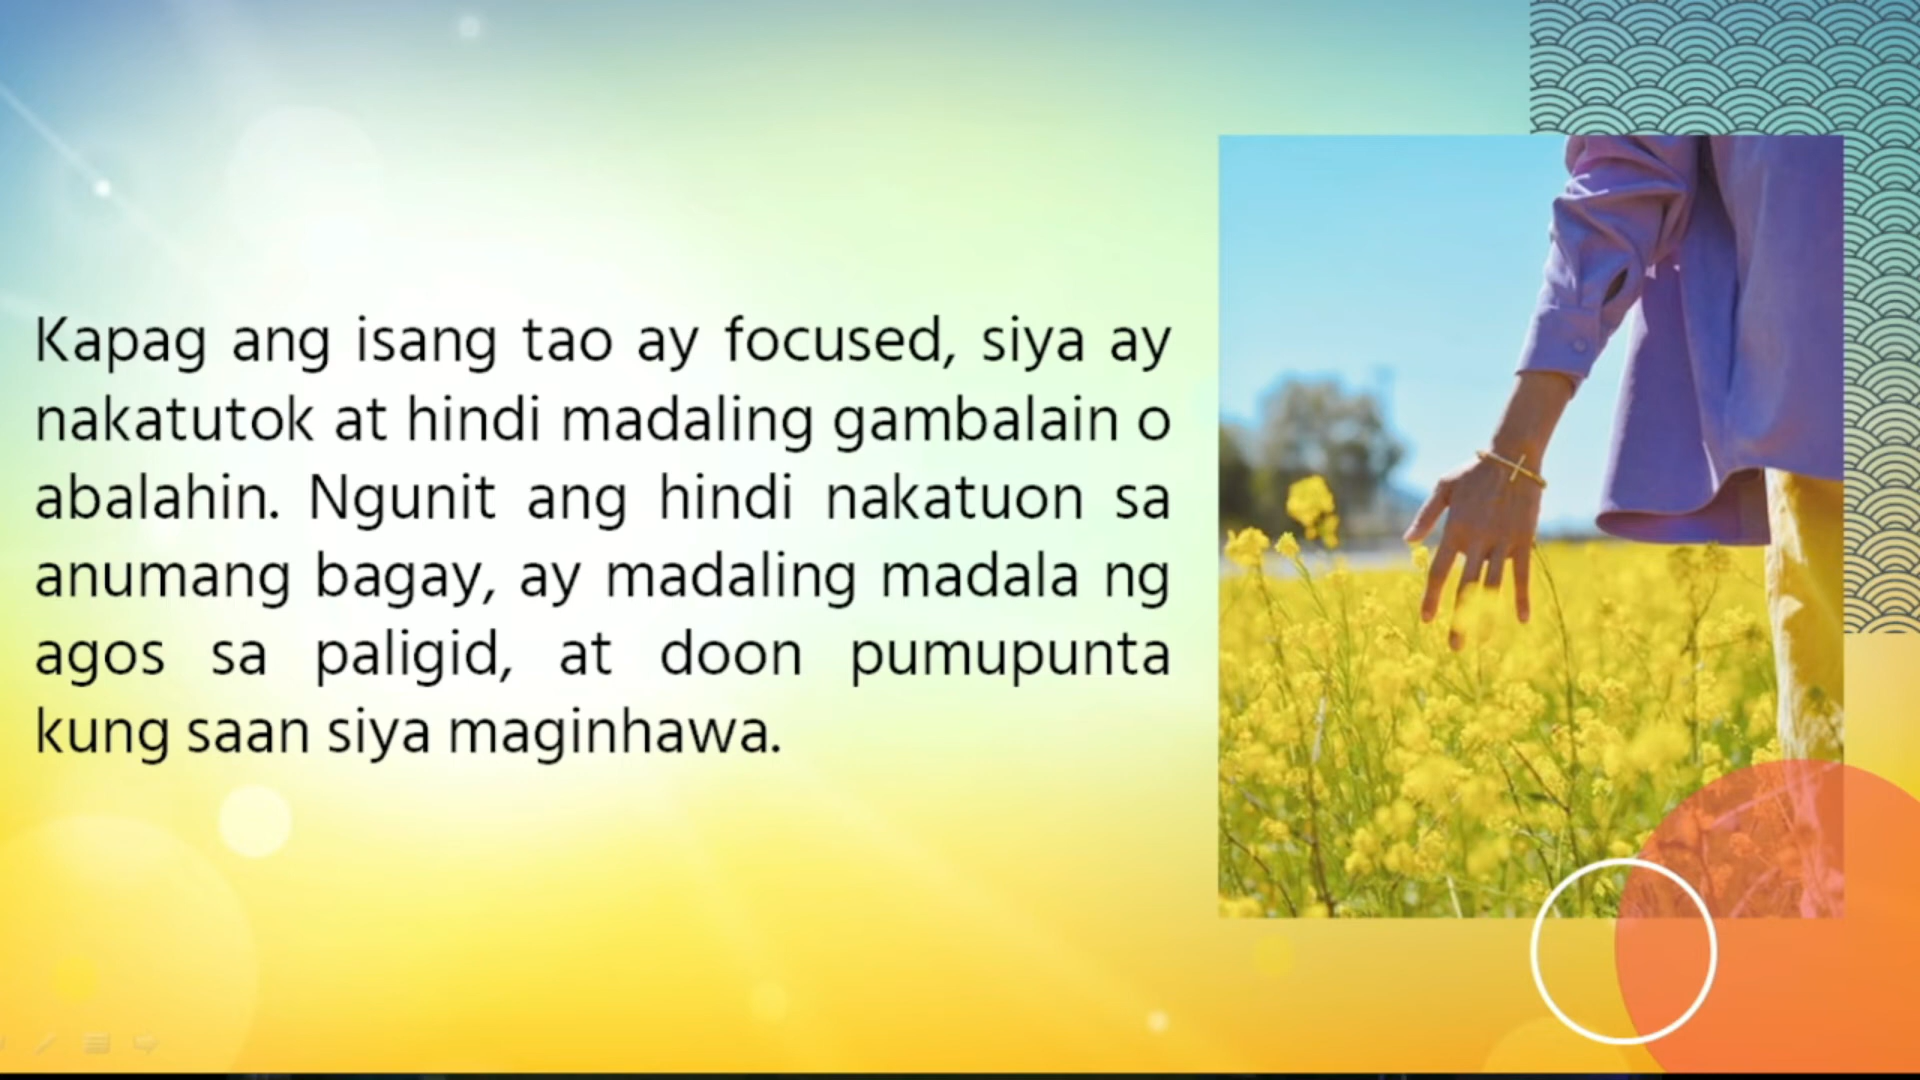 Kapag ang isang tao ay focused, siya ay
nakatutok at hindi madaling gambalain o
abalahin. Ngunit ang hindi nakatuon sa
anumang bagay, ay madaling madala ng
agos sa paligid, at doon pumupunta
kung saan siya maginhawa.